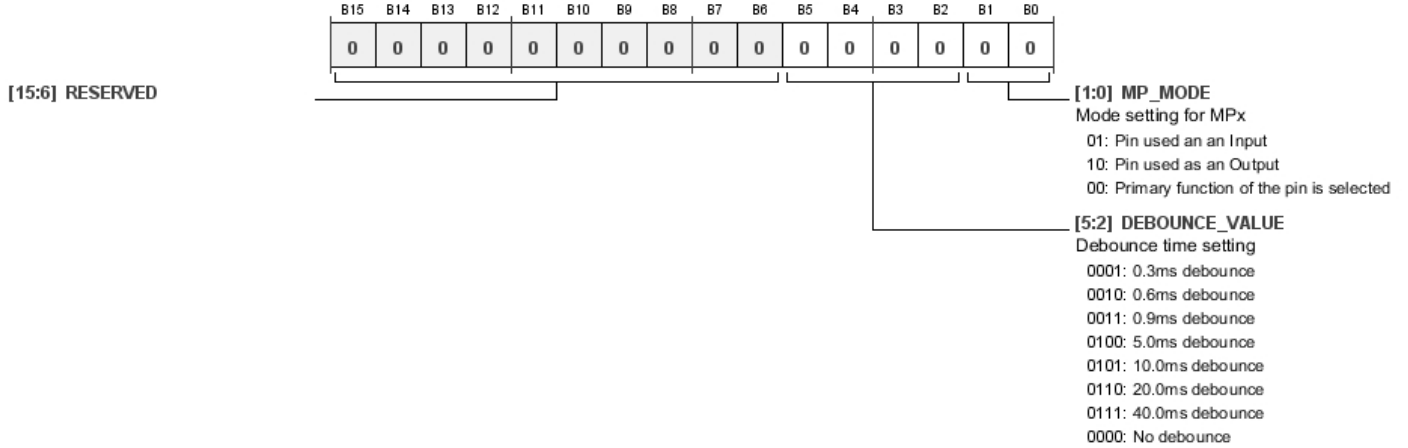 B15 B14 B13 B12 B11 B10 B9 B8 B7 B6 B5 B4 B3 B2 B1 B0
0 0 0 0 0 0 0 0 0 0 0 0 0 0 0 0
[15:6] RESERVED
[1:0] MP_MODE
Mode setting for MPx
01: Pin used an an Input
10: Pin used as an Output
00: Primary function of the pin is selected
[5:2] DEBOUNCE_VALUE
Debounce time setting
0001: 0.3ms debounce
0010: 0.6ms debounce
0011: 0.9ms debounce
0100: 5.0ms debounce
0101: 10.0ms debounce
0110: 20.0ms debounce
0111: 40.0ms debounce
0000: No debounce